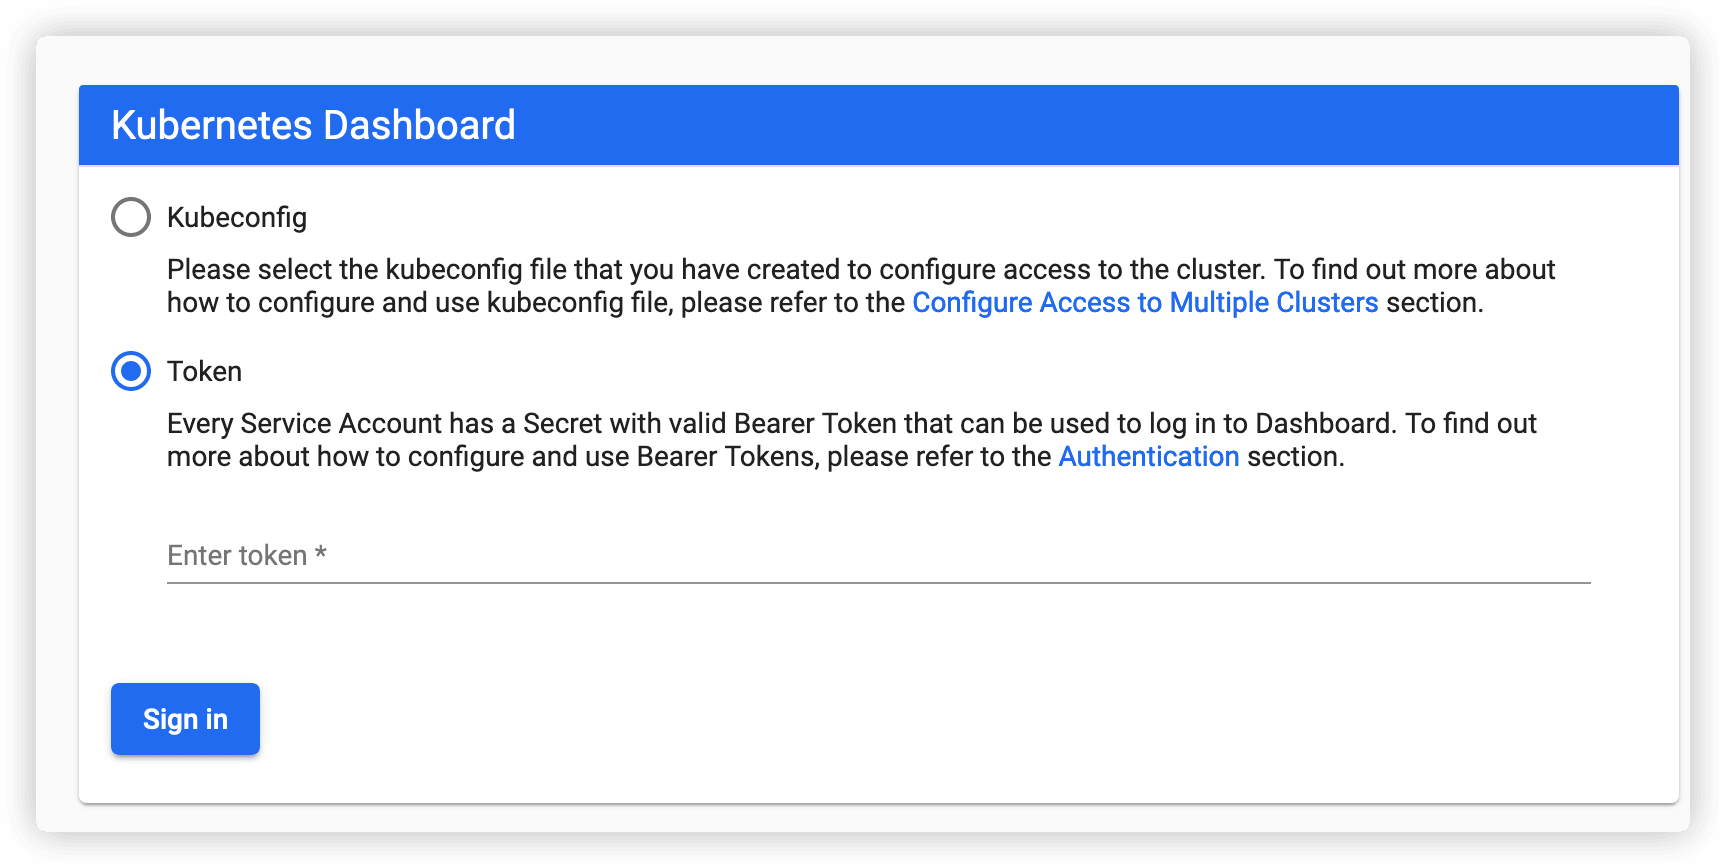 Kubernetes Dashboard
Kubeconfig
Please select the kubeconfig file that you have created to configure access to the cluster. To find out more about
how to configure and use kubeconfig file, please refer to the Configure Access to Multiple Clusters section.
Token
Every Service Account has a Secret with valid Bearer Token that can be used to log in to Dashboard. To find out
more about how to configure and use Bearer Tokens, please refer to the Authentication section.
Enter token *
Sign in